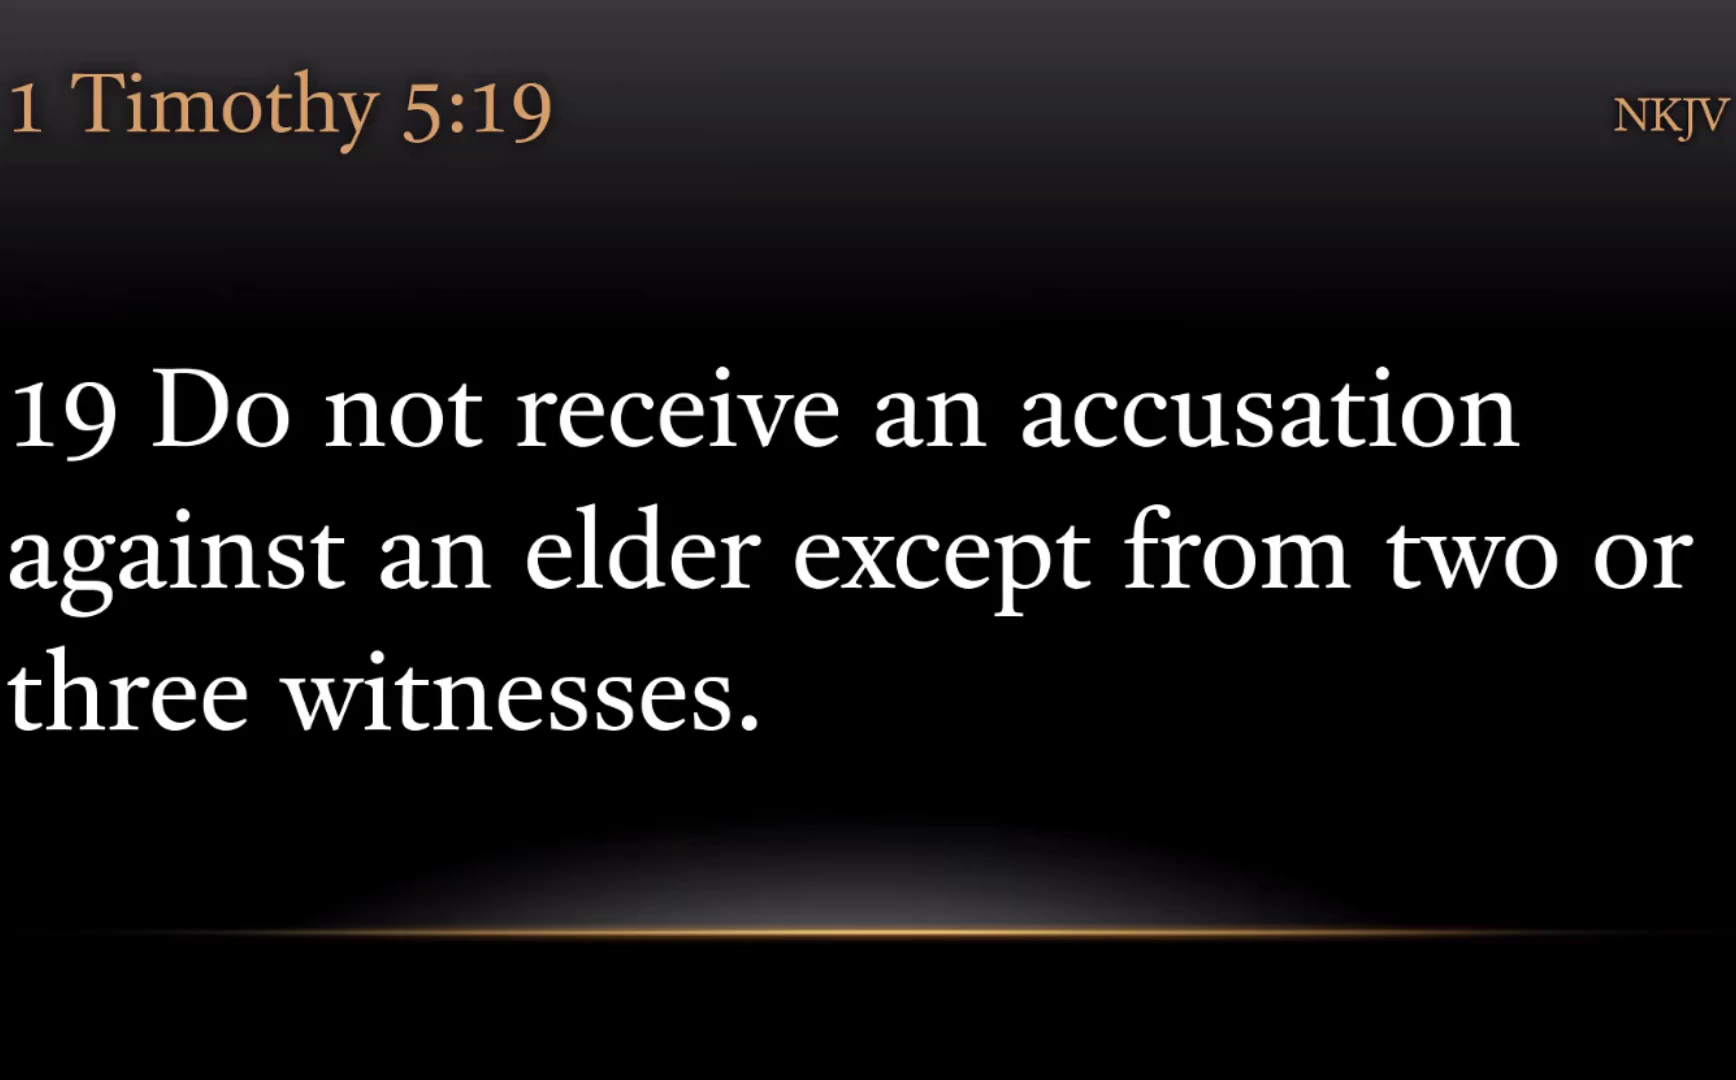 1 Timothy 5:19
NKJV
19 Do not receive an accusation
against an elder except from two or
three witnesses.